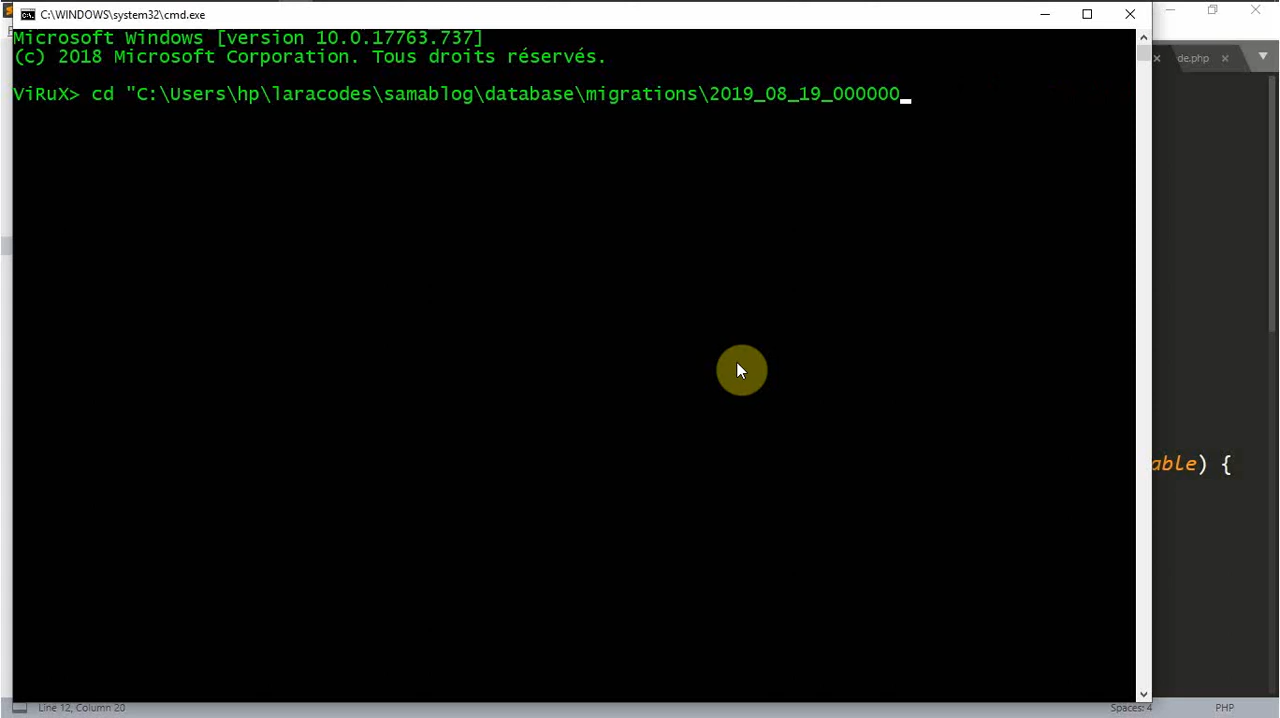 C:\WINDOWS\system32\cmd.exe
Microsoft Windows [version 10.0.17763.737]
(c) 2018 Microsoft Corporation. Tous droits réservés.
ViRuX> cd "C:\Users\hp\laracodes\samablog\database\migrations\2019_08_19_000000_
de.php
able) {
Line 12, Column 20
Spaces: 4
PHP